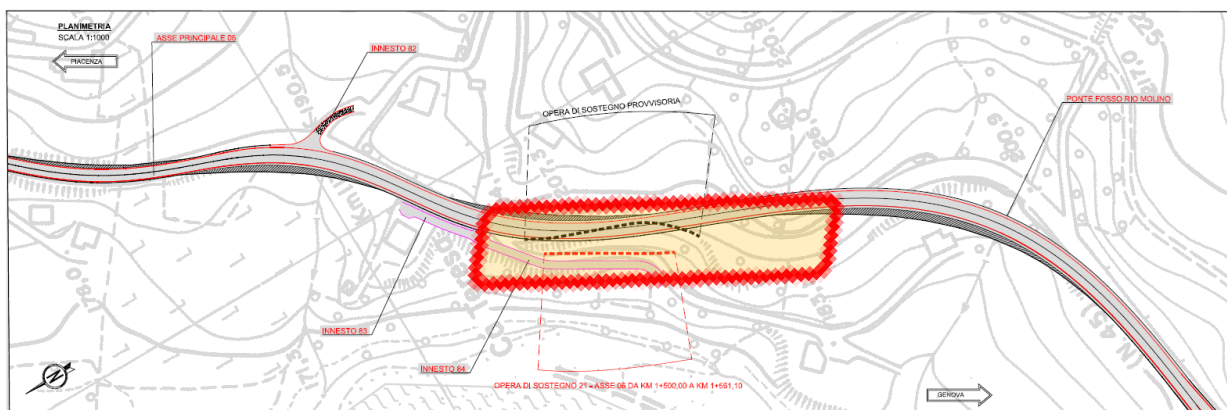 PLANIMETRIA
SCALA 1:1000
PIACENZA
ASSE PRINCIPALE 06
INNESTO 82
OPERA DI SOSTEGNO PROVVISORIA
PONTE FOSSO RIO MOLINO
INNESTO 83
INNESTO 84
OPERA DI SOSTEGNO 21 - ASSE 06 DA KM 1+500,00 A KM 1+561,10
GENOVA
N